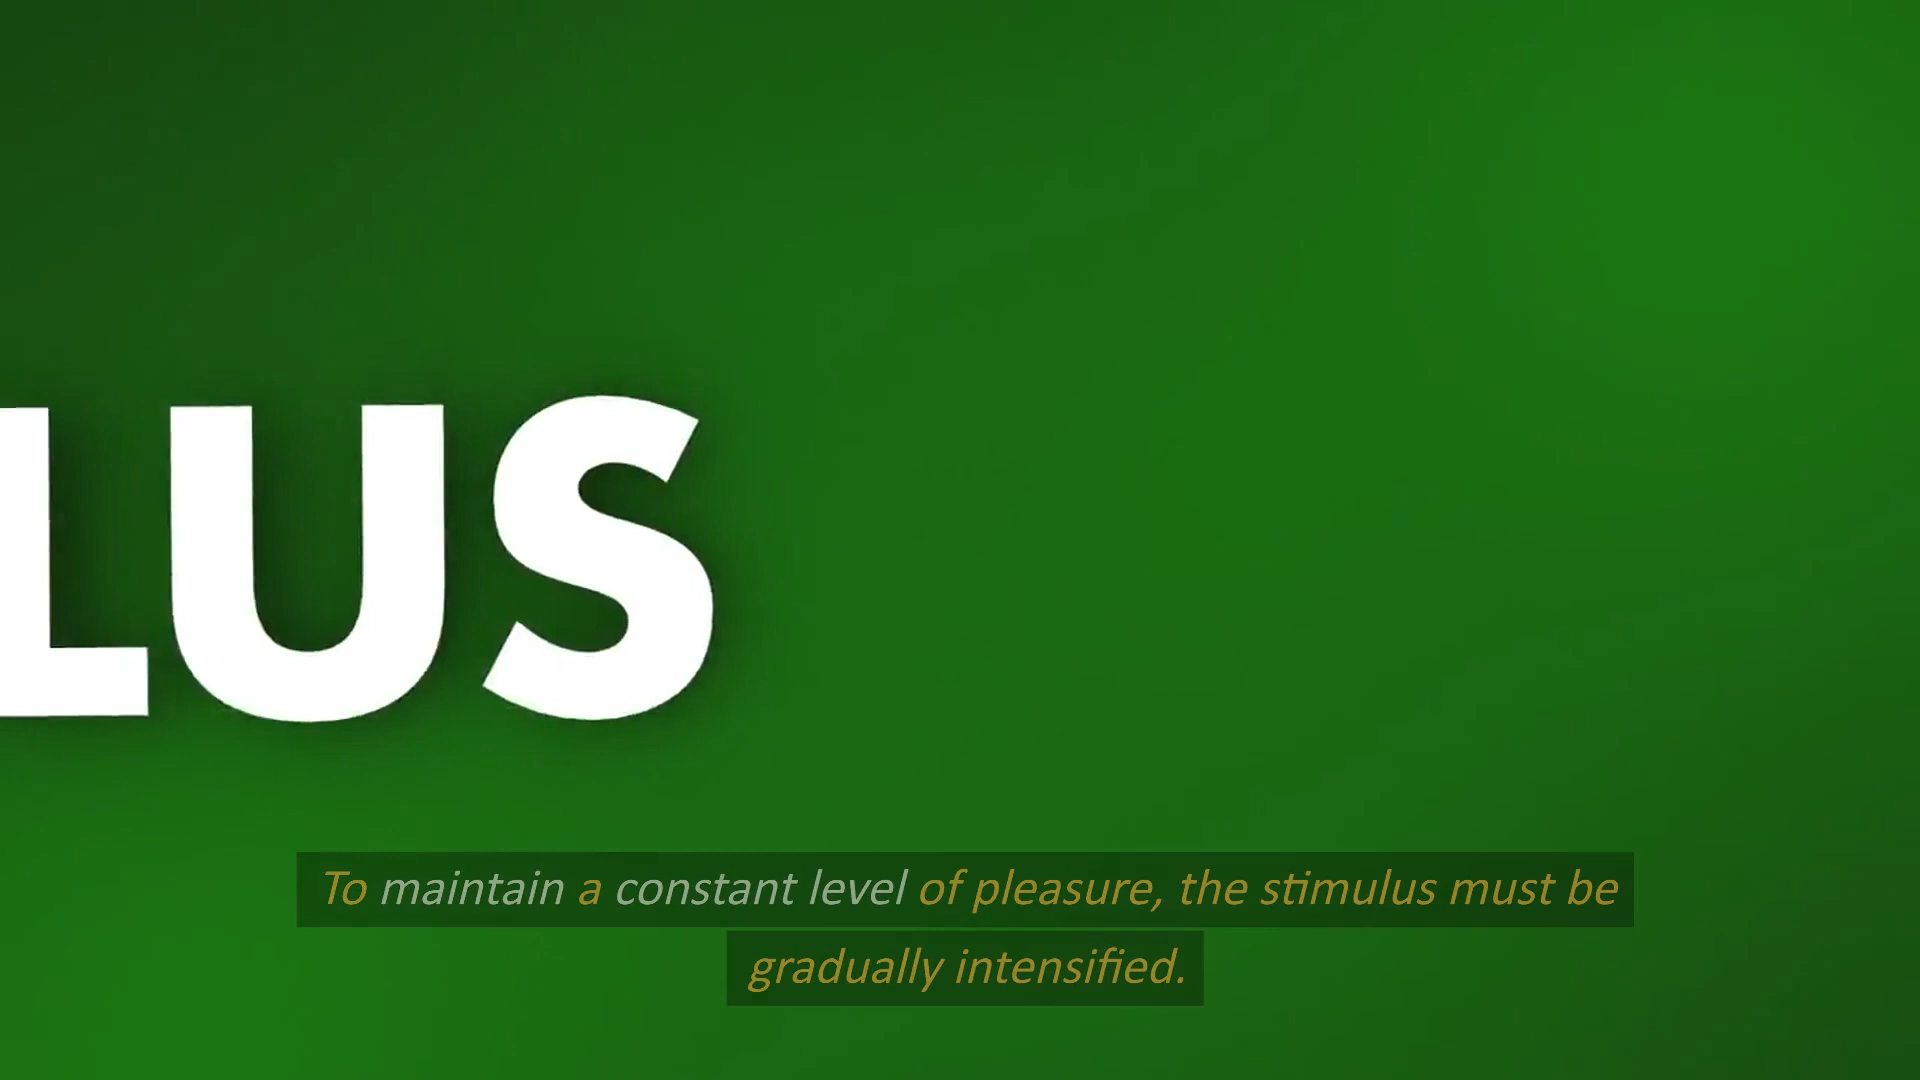 LUS
To maintain a constant level of pleasure, the stimulus must be
gradually intensified.